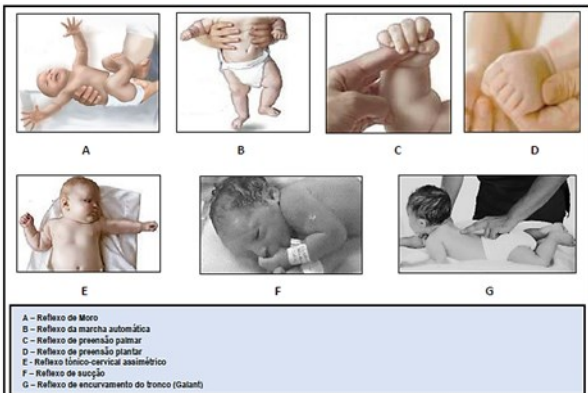 A
B
C
D
E
F
G
A – Reflexo de Moro
B – Reflexo da marcha automática
C – Reflexo de preensão palmar
D – Reflexo de preensão plantar
E - Reflexo tônico-cervical assimétrico
F – Reflexo de sucção
G – Reflexo de encurvamento do tronco (Galant)